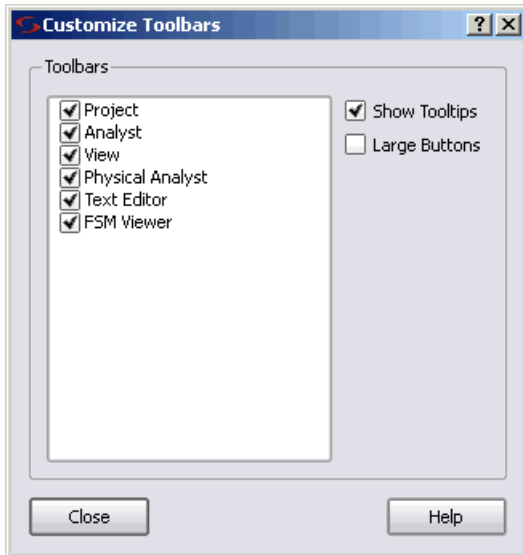 Customize Toolbars
Toolbars
Project
Analyst
View
Physical Analyst
Text Editor
FSM Viewer
Show Tooltips
Large Buttons
Close
Help